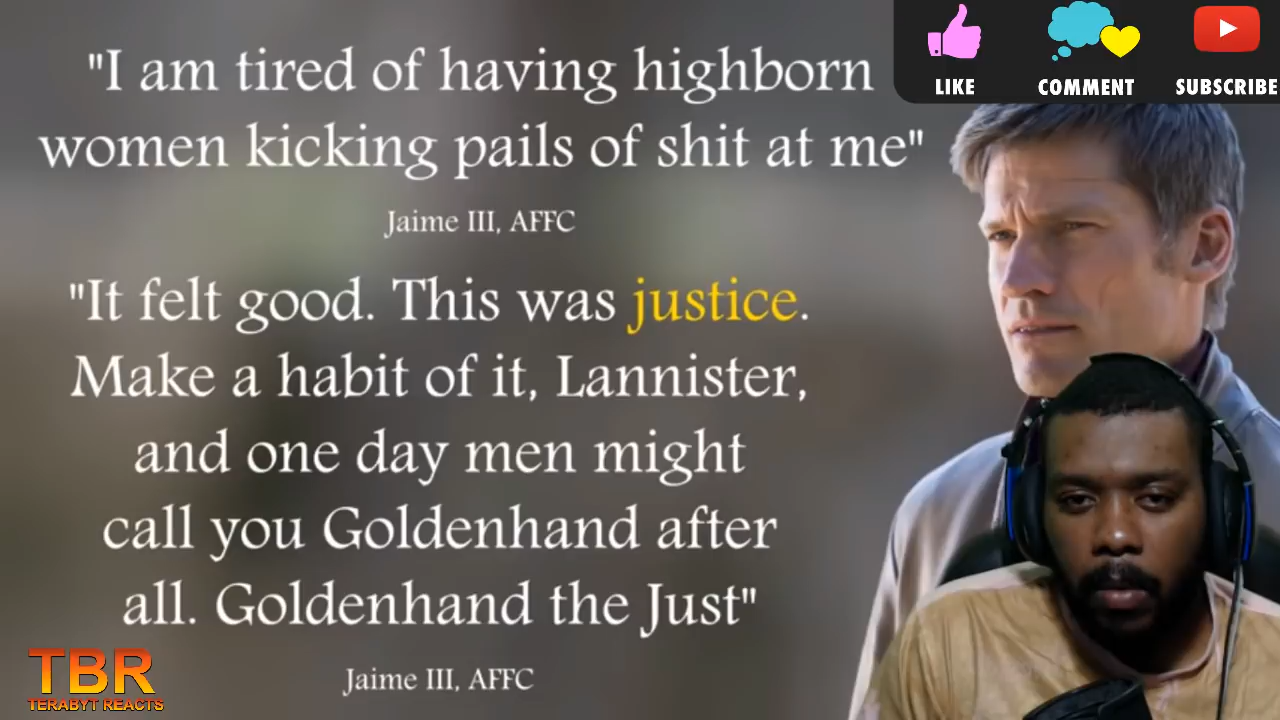 "I am tired of having highborn
women kicking pails of shit at me"
Jaime III, AFFC
"It felt good. This was justice.
Make a habit of it, Lannister,
and one day men might
call you Goldenhand after
all. Goldenhand the Just"
Jaime III, AFFC
LIKE COMMENT SUBSCRIBE
TBR
TERABYT REACTS